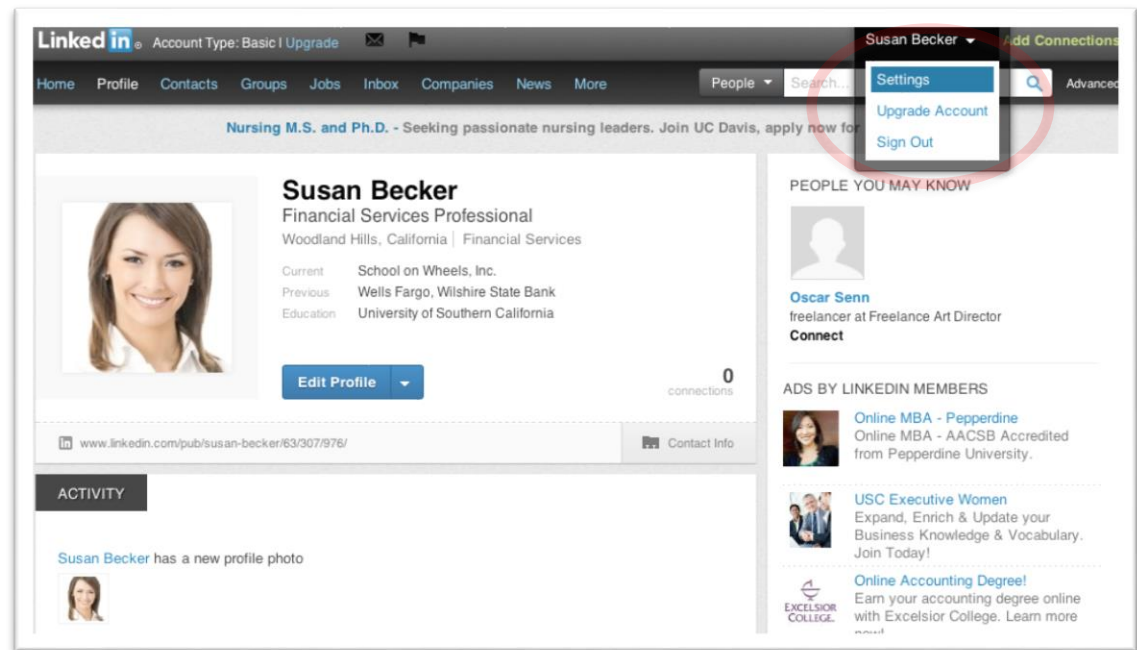 Linked in ® Account Type: Basic | Upgrade
Susan Becker
Add Connections
Home Profile Contacts Groups Jobs Inbox Companies News More
People Search... Advanced
Settings
Upgrade Account
Sign Out
Nursing M.S. and Ph.D. - Seeking passionate nursing leaders. Join UC Davis, apply now for
Susan Becker
Financial Services Professional
Woodland Hills, California | Financial Services
Current School on Wheels, Inc.
Previous Wells Fargo, Wilshire State Bank
Education University of Southern California
Edit Profile
0
connections
in www.linkedin.com/pub/susan-becker/63/307/976/
Contact Info
ACTIVITY
Susan Becker has a new profile photo
PEOPLE YOU MAY KNOW
Oscar Senn
freelancer at Freelance Art Director
Connect
ADS BY LINKEDIN MEMBERS
Online MBA - Pepperdine
Online MBA - AACSB Accredited
from Pepperdine University.
USC Executive Women
Expand, Enrich & Update your
Business Knowledge & Vocabulary.
Join Today!
EXCELSIOR
COLLEGE.
Online Accounting Degree!
Earn your accounting degree online
with Excelsior College. Learn more